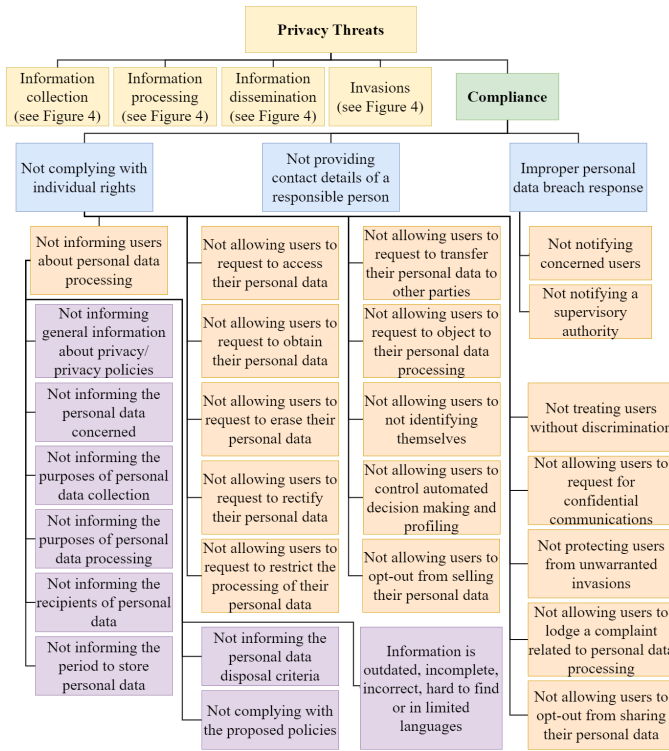 Privacy Threats
Information
collection
(see Figure 4)
Information
processing
(see Figure 4)
Information
dissemination
(see Figure 4)
Invasions
(see Figure 4)
Compliance
Not complying with
individual rights
Not providing
contact details of a
responsible person
Improper personal
data breach response
Not informing users
about personal data
processing
Not allowing users to
request to access
their personal data
Not allowing users to
request to transfer
their personal data to
other parties
Not notifying
concerned users
Not notifying a
supervisory
authority
Not informing
general information
about privacy/
privacy policies
Not allowing users to
request to obtain
their personal data
Not allowing users to
request to object to
their personal data
processing
Not informing the
personal data
concerned
Not allowing users to
request to erase their
personal data
Not allowing users to
not identifying
themselves
Not treating users
without discrimination
Not informing the
purposes of personal
data collection
Not allowing users to
request to rectify
their personal data
Not allowing users to
control automated
decision making and
profiling
Not allowing users to
request for
confidential
communications
Not informing the
purposes of personal
data processing
Not allowing users to
request to restrict the
processing of their
personal data
Not allowing users to
opt-out from selling
their personal data
Not protecting users
from unwarranted
invasions
Not informing the
recipients of personal
data
Not allowing users to
lodge a complaint
related to personal data
processing
Not informing the
period to store
personal data
Not informing the
personal data
disposal criteria
Information is
outdated, incomplete,
incorrect, hard to find
or in limited
languages
Not complying with
the proposed policies
Not allowing users to
opt-out from sharing
their personal data